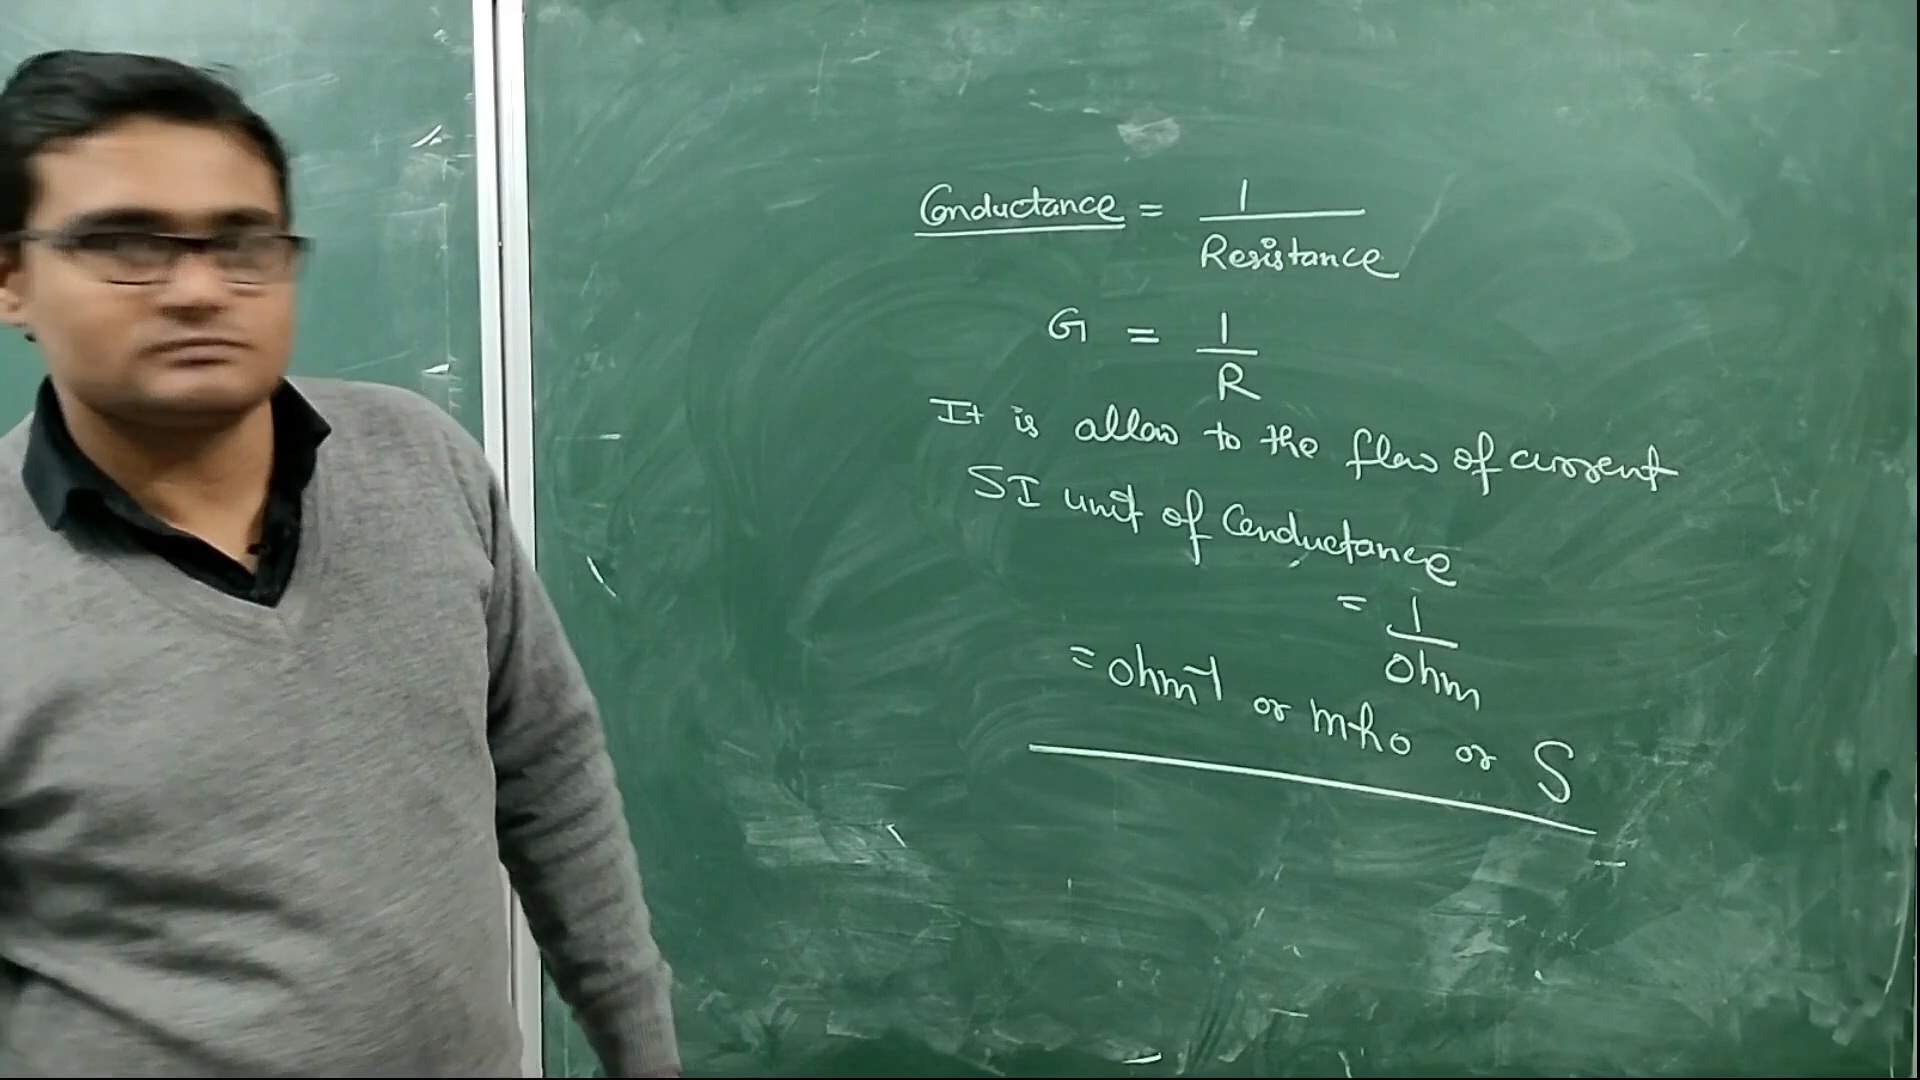 Conductance = 1
Resistance
G = 1
R
It is allow to the flow of current
SI unit of Conductance
= 1
ohm
= ohm⁻¹ or mho or S